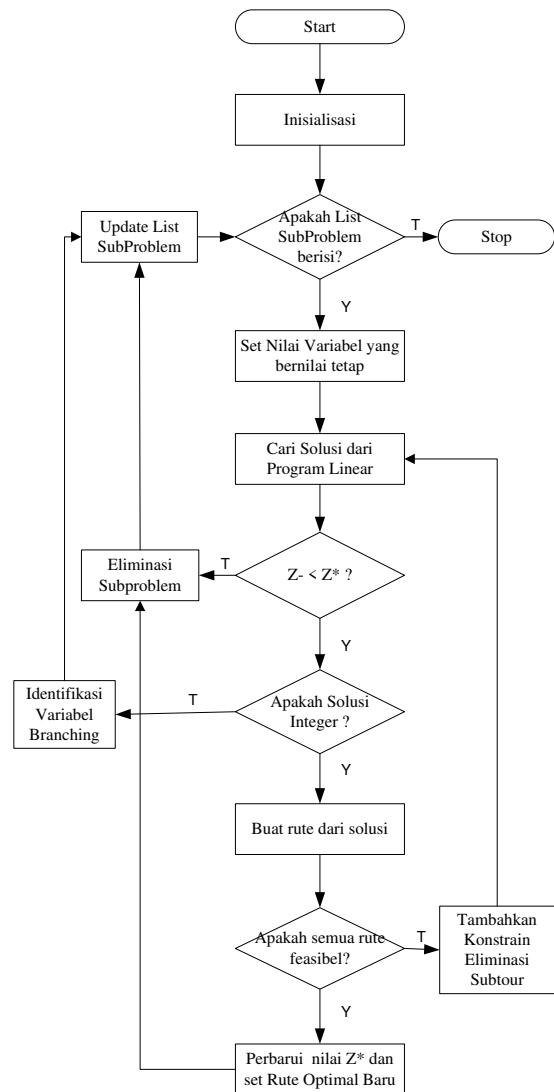 Start
Inisialisasi
Update List
SubProblem
Apakah List
SubProblem
berisi?
T
Stop
Y
Set Nilai Variabel yang
bernilai tetap
Cari Solusi dari
Program Linear
Eliminasi
Subproblem
T
Z- < Z* ?
Y
Identifikasi
Variabel
Branching
T
Apakah Solusi
Integer ?
Y
Buat rute dari solusi
Apakah semua rute
feasibel?
T
Tambahkan
Konstrain
Eliminasi
Subtour
Y
Perbarui nilai Z* dan
set Rute Optimal Baru